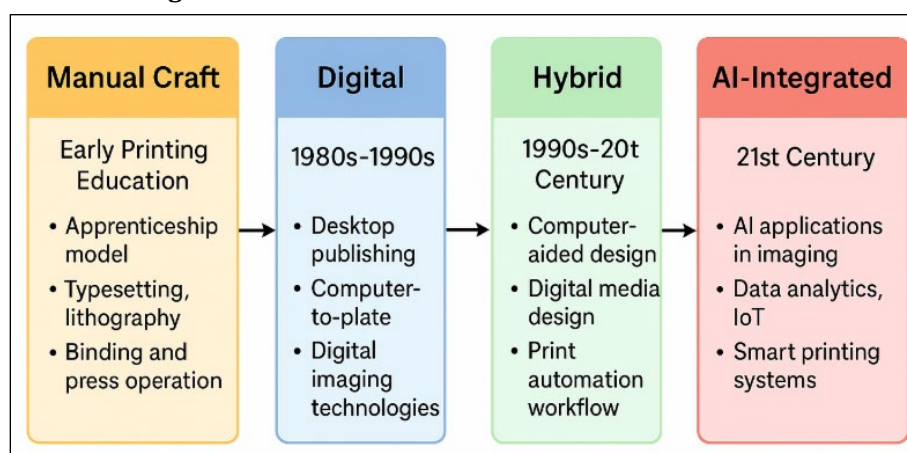 Manual Craft
Early Printing
Education
• Apprenticeship
model
• Typesetting,
lithography
• Binding and
press operation
Digital
1980s-1990s
• Desktop
publishing
• Computer-
to-plate
• Digital
imaging
technologies
Hybrid
1990s-20t
Century
• Computer-
aided design
• Digital media
design
• Print
automation
workflow
AI-Integrated
21st Century
• AI applications
in imaging
• Data analytics,
IoT
• Smart printing
systems